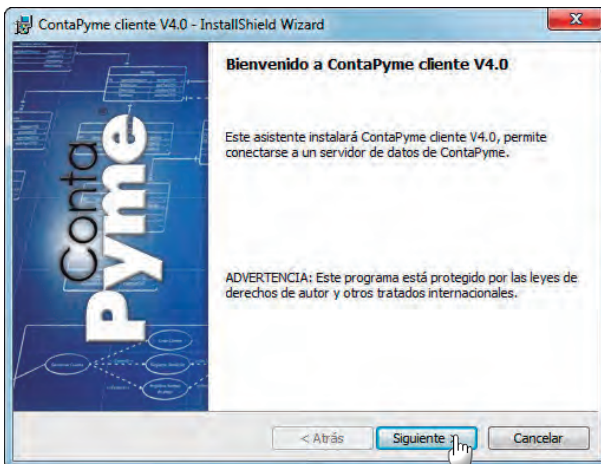 ContaPyme cliente V4.0 - InstallShield Wizard
Bienvenido a ContaPyme cliente V4.0
Este asistente instalará ContaPyme cliente V4.0, permite
conectarse a un servidor de datos de ContaPyme.
ADVERTENCIA: Este programa está protegido por las leyes de
derechos de autor y otros tratados internacionales.
Conta
Pyme
< Atrás
Siguiente >
Cancelar